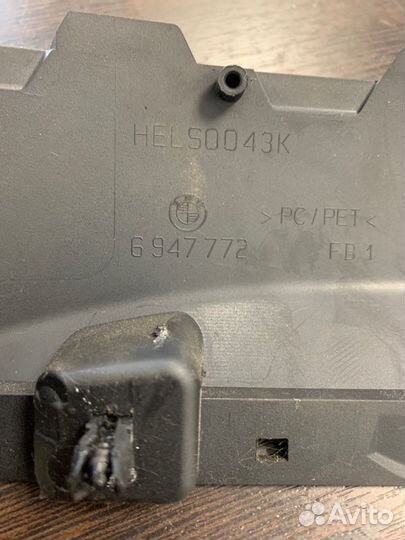 HELS0043K
>PC/PET<
6 947 772
FB1
Avito